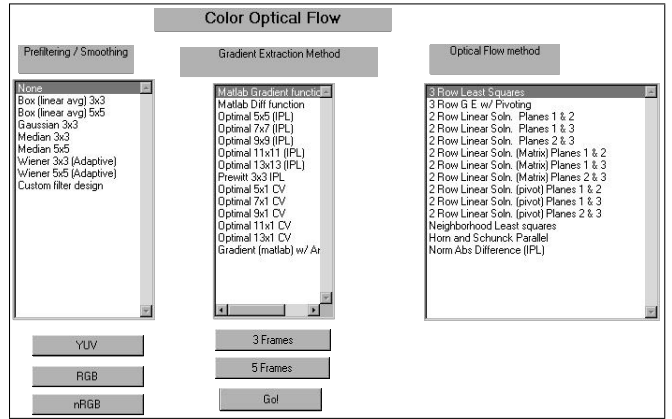 Color Optical Flow
Prefiltering / Smoothing
Gradient Extraction Method
Optical Flow method
None
Box (linear avg) 3x3
Box (linear avg) 5x5
Gaussian 3x3
Median 3x3
Median 5x5
Wiener 3x3 (Adaptive)
Wiener 5x5 (Adaptive)
Custom filter design
Matlab Gradient functic
Matlab Diff function
Optimal 5x5 (IPL)
Optimal 7x7 (IPL)
Optimal 9x9 (IPL)
Optimal 11x11 (IPL)
Optimal 13x13 (IPL)
Prewitt 3x3 IPL
Optimal 5x1 CV
Optimal 7x1 CV
Optimal 9x1 CV
Optimal 11x1 CV
Optimal 13x1 CV
Gradient (matlab) w/ Ar
3 Row Least Squares
3 Row G E w/ Pivoting
2 Row Linear Soln. Planes 1 & 2
2 Row Linear Soln. Planes 1 & 3
2 Row Linear Soln. Planes 2 & 3
2 Row Linear Soln. (Matrix) Planes 1 & 2
2 Row Linear Soln. (Matrix) Planes 1 & 3
2 Row Linear Soln. (Matrix) Planes 2 & 3
2 Row Linear Soln. (pivot) Planes 1 & 2
2 Row Linear Soln. (pivot) Planes 1 & 3
2 Row Linear Soln. (pivot) Planes 2 & 3
Neighborhood Least squares
Horn and Schunck Parallel
Norm Abs Difference (IPL)
YUV
RGB
nRGB
3 Frames
5 Frames
Go!